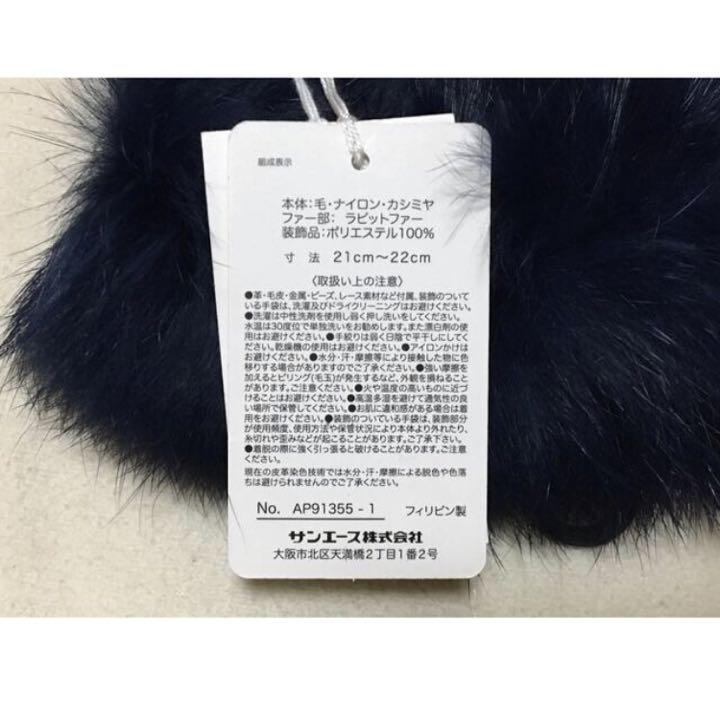 組成表示
本体:毛・ナイロン・カシミヤ
ファー部: ラビットファー
装飾品:ポリエステル100%
寸 法 21cm～22cm
〈取扱い上の注意〉
●革・毛皮・金属・ビーズ、レース素材など付属、装飾のついて
いる手袋は、洗濯及びドライクリーニングはお避けください。
●洗濯は中性洗剤を使用し弱く押し洗いをしてください。
水温は30度位で単独洗いをお勧めします。また漂白剤の使
用はお避けください。●手絞りは弱く日陰で平干しにしてく
ださい。乾燥機の使用はお避けください。●アイロンかけは
お避けください。●水分・汗・摩擦等により接触した物に色
移りする場合がありますのでご了承ください。●強い摩擦
を加えるとピリング(毛玉)が発生するなど、外観を損ねること
があります。ご注意ください。●火や温度の高いものに近づ
けることはお避けください。●高温多湿を避けて通気性の良
い場所で保管してください。●お肌に違和感がある場合は着
用をお避けください。●装飾のついている手袋は、装飾部分
が使用頻度、使用方法や保管状況により本体より外れたり、
糸切れや歪みなどが起こることがあります。ご了承下さい。
●着脱の際に強く引っ張ると破けることがあります。ご注意
ください。
現在の皮革染色技術では水分・汗・摩擦による脱色や色落
ちは避けられませんのでご了承ください。
No. AP91355 - 1 フィリピン製
サンエース株式会社
大阪市北区天満橋2丁目1番2号